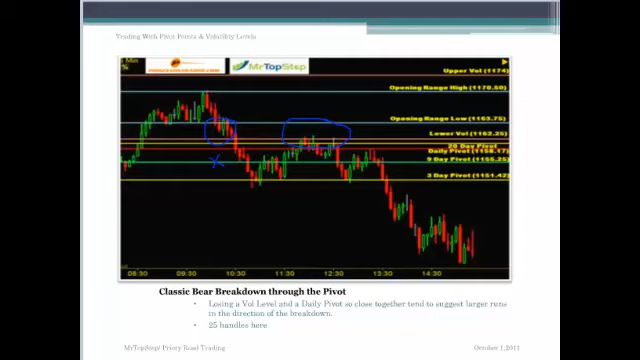 Trading With Pivot Points & Volatility Levels
5 Min
MrTopStep
Upper Vol (1174)
Opening Range High (1170.50)
Opening Range Low (1163.75)
Lower Vol (1162.25)
20 Day Pivot
Daily Pivot (1158.17)
9 Day Pivot (1155.25)
3 Day Pivot (1151.42)
08:30 09:30 10:30 11:30 12:30 13:30 14:30
Classic Bear Breakdown through the Pivot
• Losing a Vol Level and a Daily Pivot so close together tend to suggest larger runs
in the direction of the breakdown.
• 25 handles here
MrTopStep/ Priory Road Trading October 1,2011